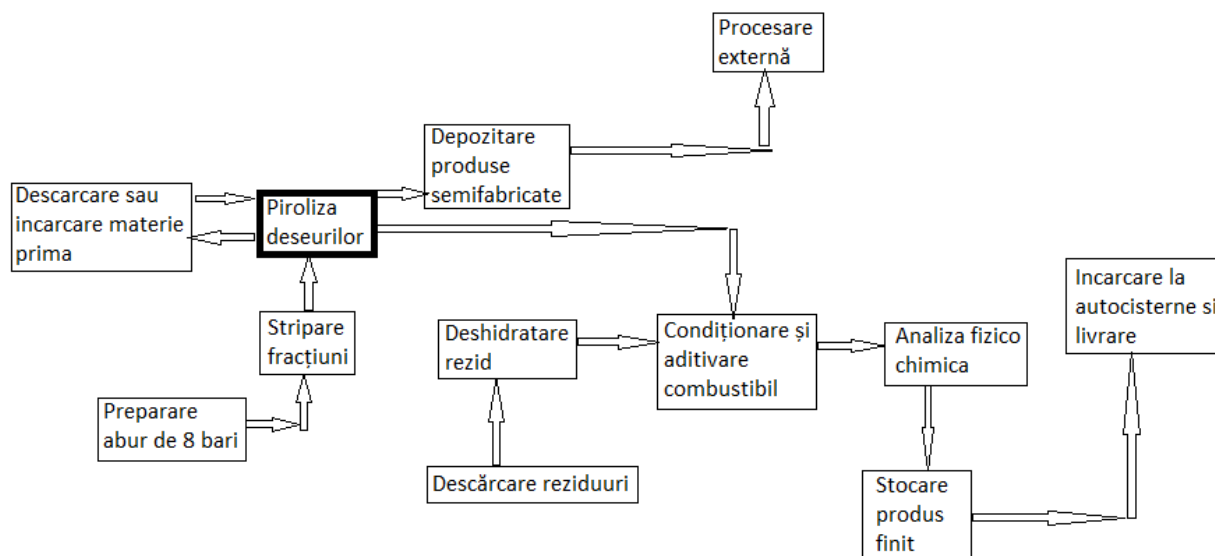 Procesare
externă
Depozitare
produse
semifabricate
Descarcare sau
incarcare materie
prima
Piroliza
deseurilor
Stripare
fracțiuni
Preparare
abur de 8 bari
Deshidratare
rezid
Descărcare reziduuri
Condiționare și
aditivare
combustibil
Analiza fizico
chimica
Stocare
produs
finit
Incarcare la
autocisterne si
livrare